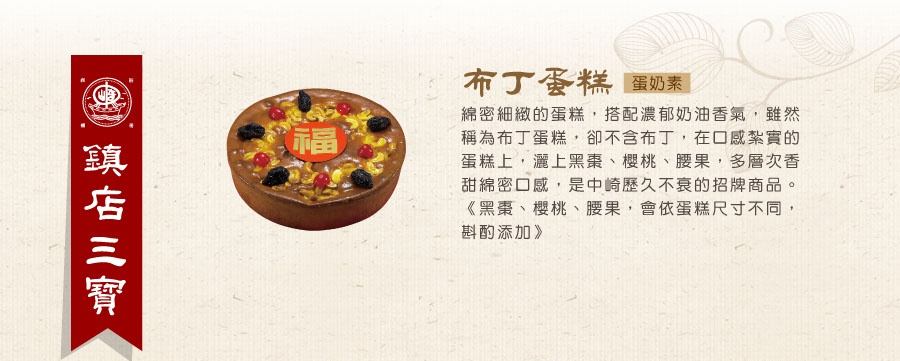 鎮店三寶
福
布丁蛋糕 蛋奶素
綿密細緻的蛋糕，搭配濃郁奶油香氣，雖然
稱為布丁蛋糕，卻不含布丁，在口感紮實的
蛋糕上，灑上黑棗、櫻桃、腰果，多層次香
甜綿密口感，是中崎歷久不衰的招牌商品。
《黑棗、櫻桃、腰果，會依蛋糕尺寸不同，
斟酌添加》